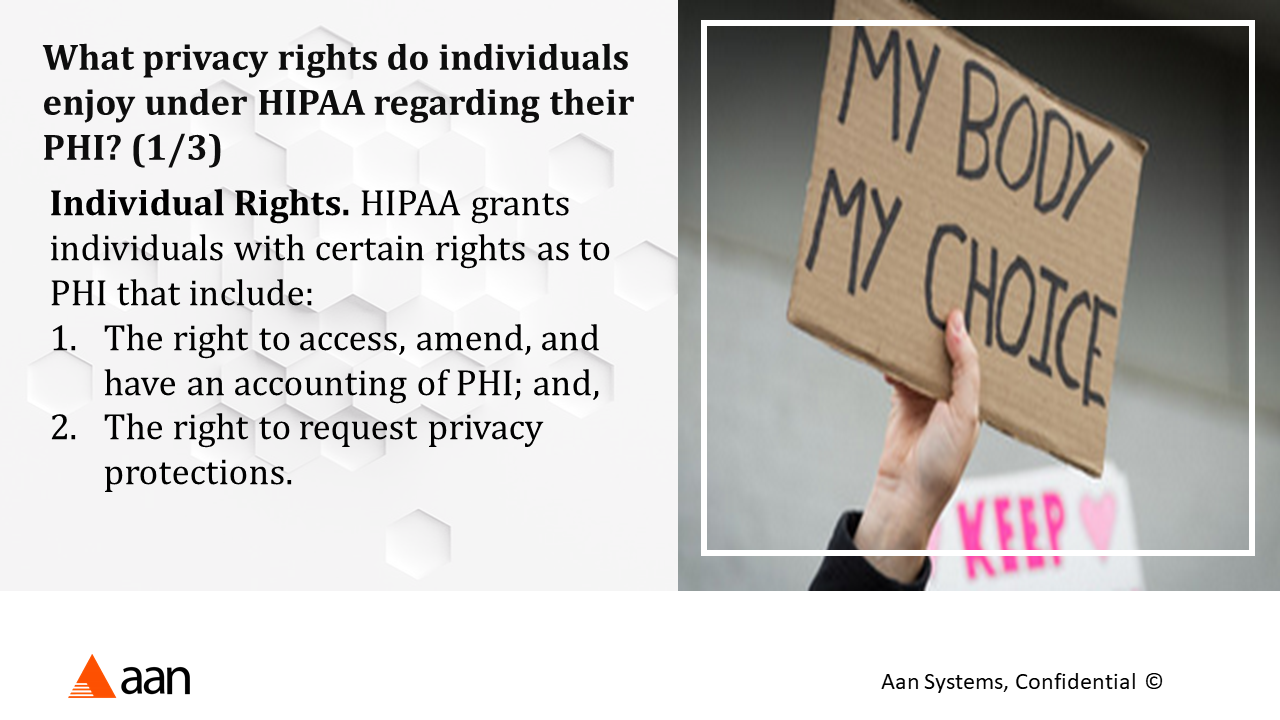 What privacy rights do individuals
enjoy under HIPAA regarding their
PHI? (1/3)
Individual Rights. HIPAA grants
individuals with certain rights as to
PHI that include:
1. The right to access, amend, and
have an accounting of PHI; and,
2. The right to request privacy
protections.
MY BODY
MY CHOICE
KEEP
aan
Aan Systems, Confidential ©